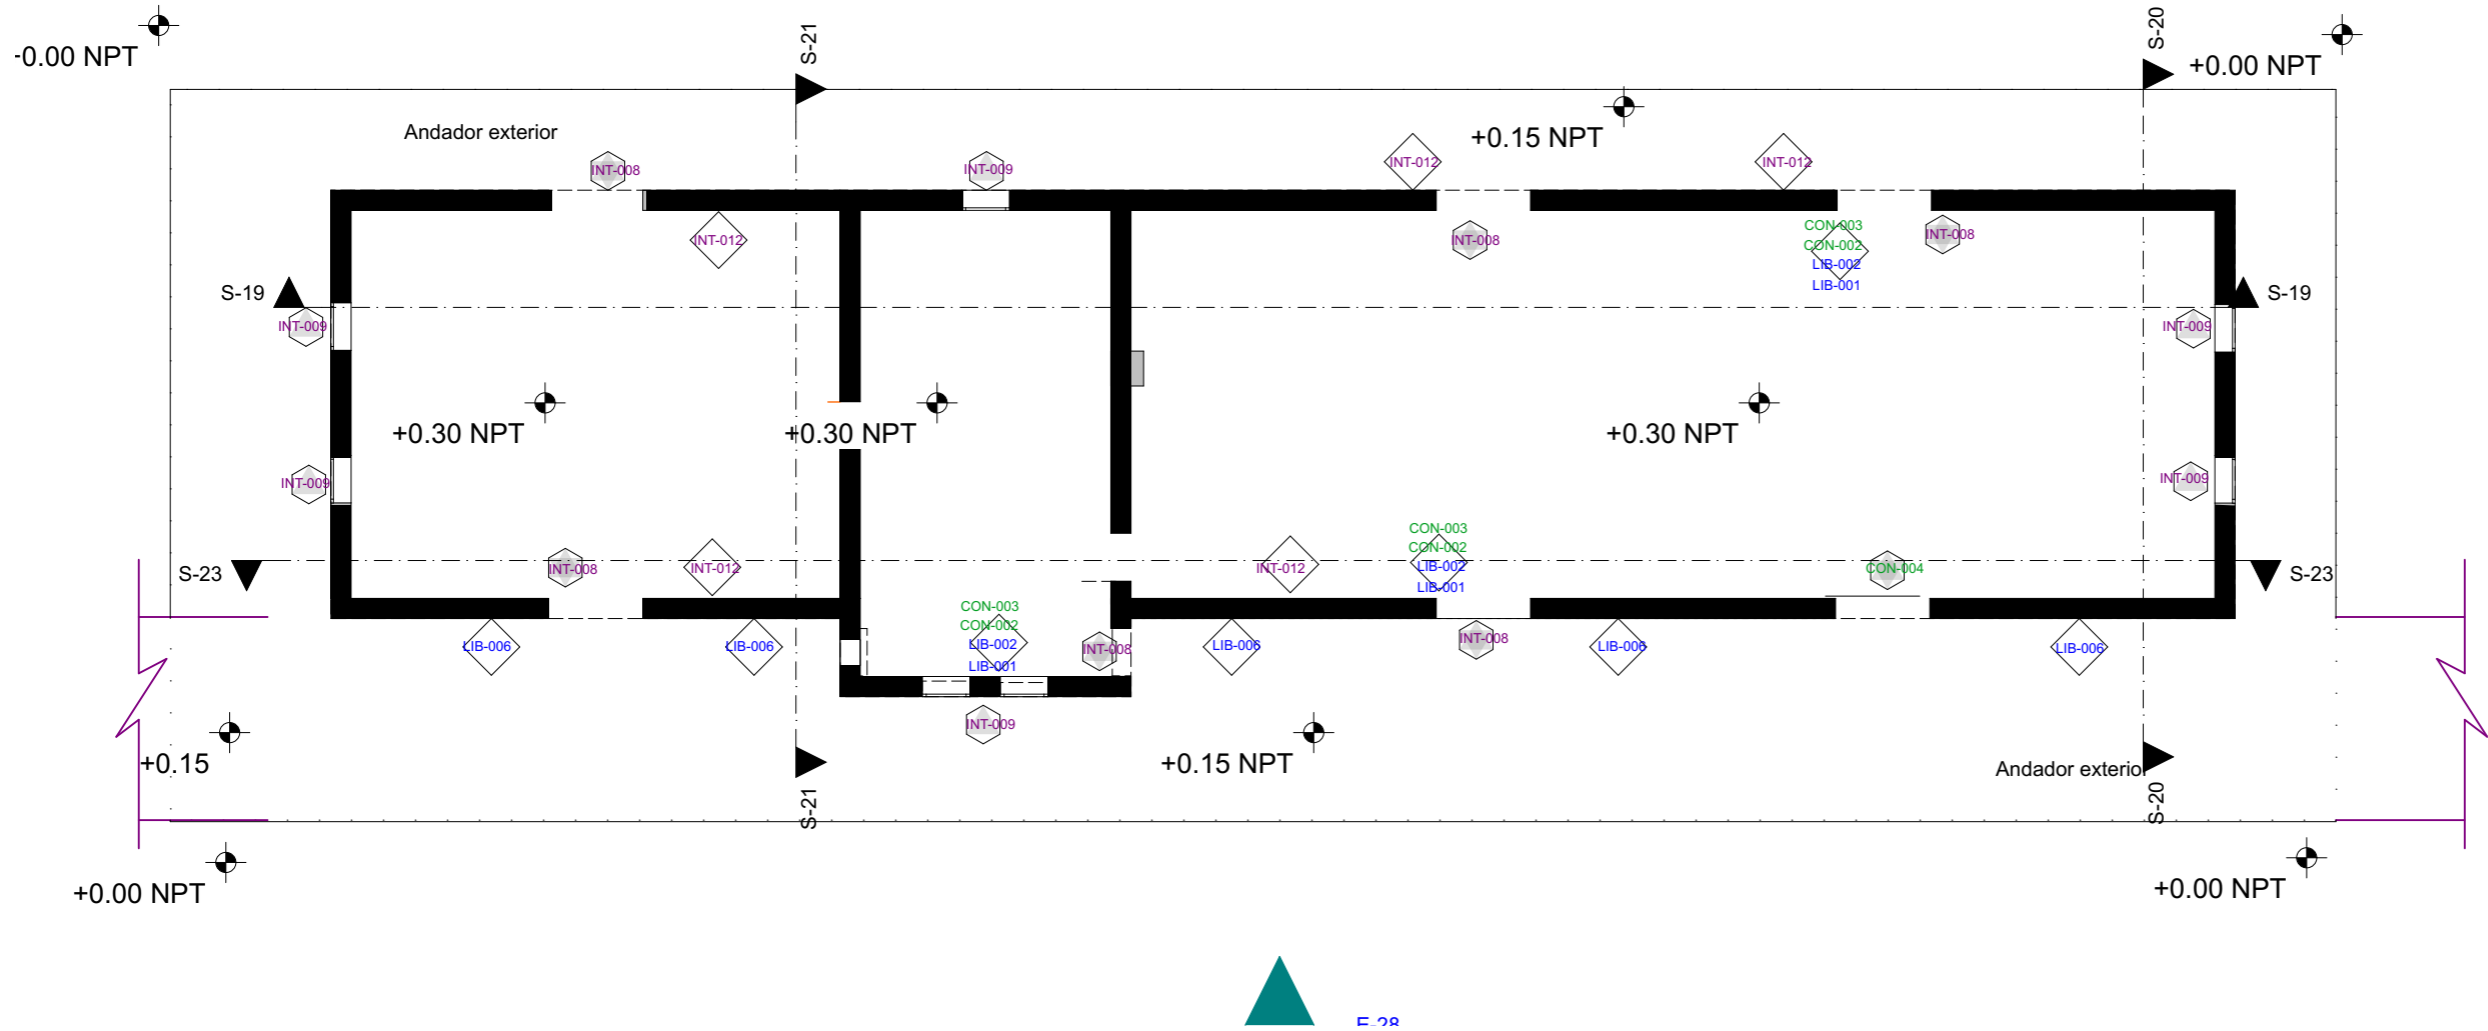 S-21
S-20
-0.00 NPT
+0.00 NPT
Andador exterior
+0.15 NPT
INT-008
INT-009
INT-012
INT-012
INT-012
INT-008
CON-003
CON-002
LIB-002
LIB-001
INT-008
S-19
S-19
INT-009
INT-009
+0.30 NPT
+0.30 NPT
+0.30 NPT
INT-009
INT-009
S-23
INT-008
INT-012
INT-012
CON-003
CON-002
LIB-002
LIB-001
CON-004
S-23
LIB-006
LIB-006
CON-003
CON-002
LIB-002
LIB-001
INT-008
LIB-006
INT-008
LIB-006
LIB-006
INT-009
+0.15
+0.15 NPT
Andador exterior
S-21
S-20
+0.00 NPT
+0.00 NPT
E-28